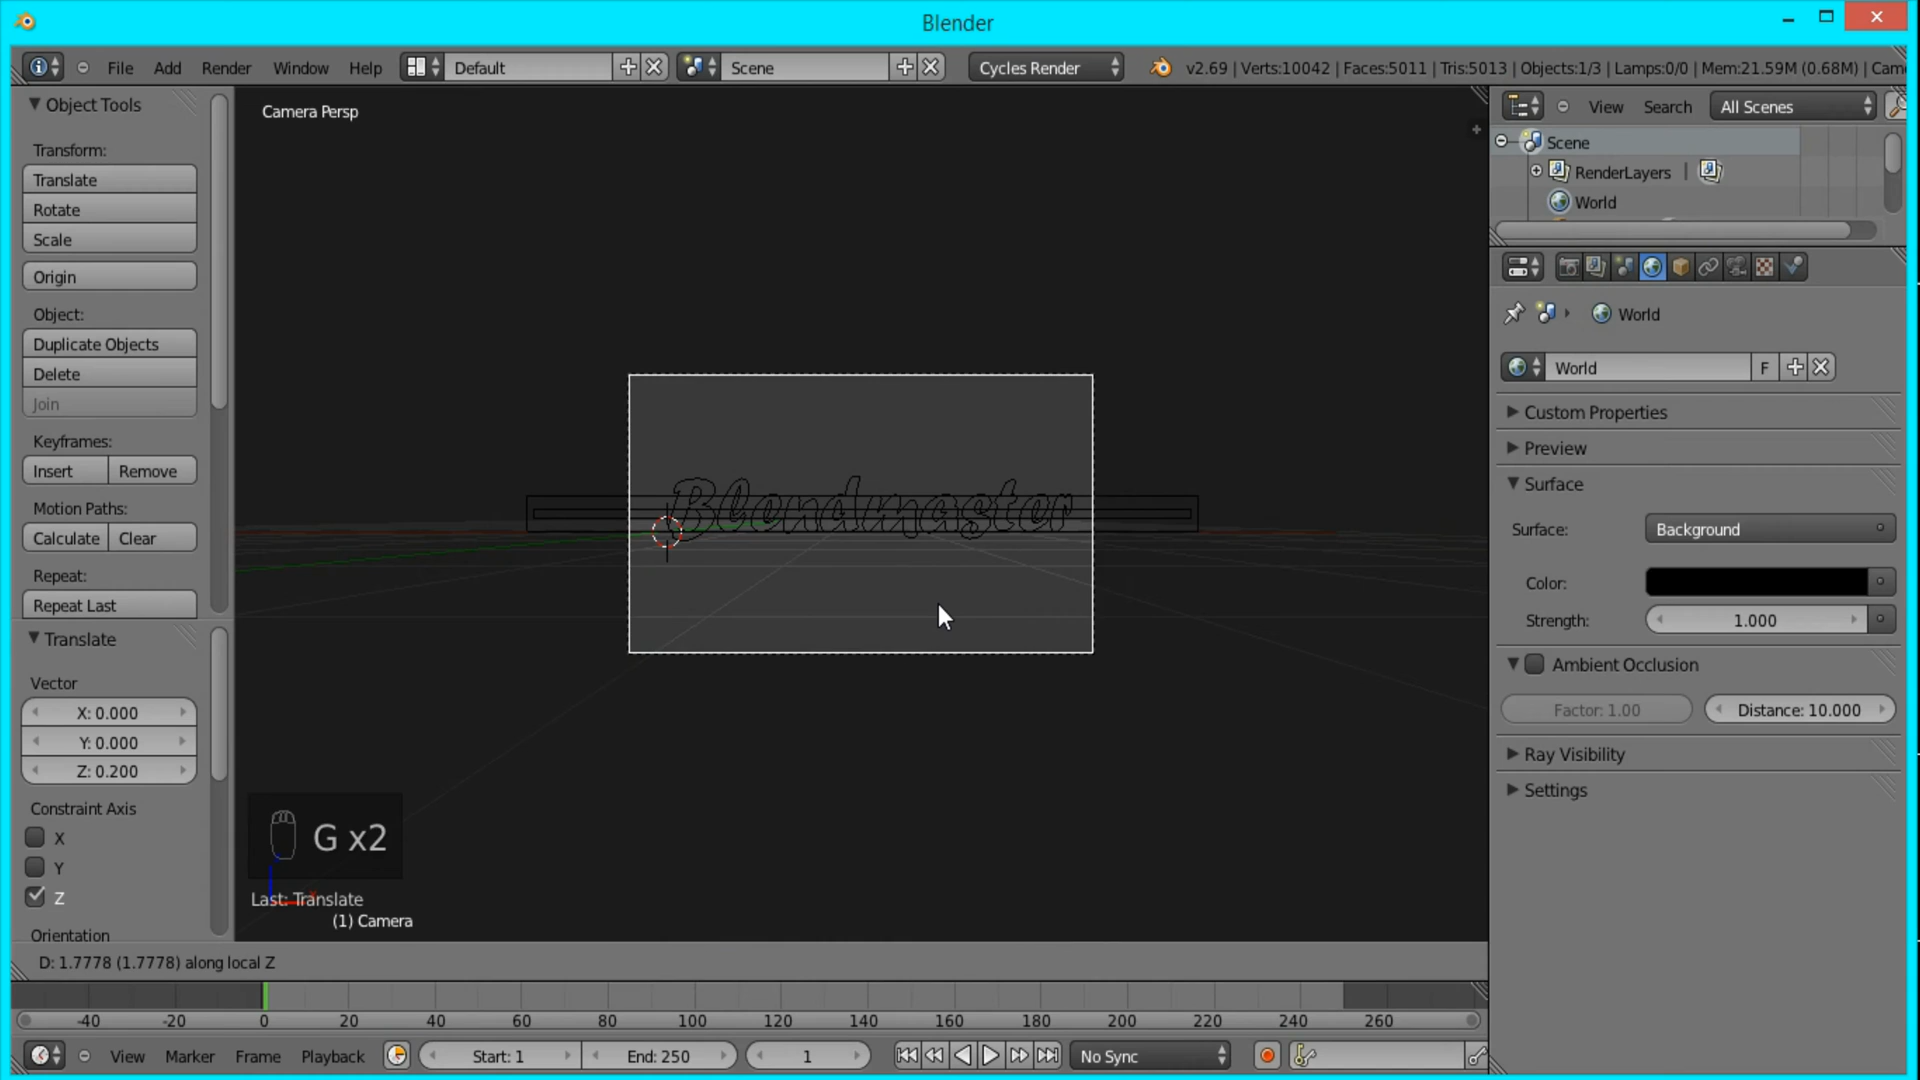 Blender
File Add Render Window Help Default Scene Cycles Render v2.69 | Verts:10042 | Faces:5011 | Tris:5013 | Objects:1/3 | Lamps:0/0 | Mem:21.59M (0.68M) | Cam
Object Tools
Transform:
Translate
Rotate
Scale
Origin
Object:
Duplicate Objects
Delete
Join
Keyframes:
Insert Remove
Motion Paths:
Calculate Clear
Repeat:
Repeat Last
Translate
Vector
X: 0.000
Y: 0.000
Z: 0.200
Constraint Axis
X
Y
Z
Orientation
Camera Persp
Blendmaster
G x2
Last: Translate
(1) Camera
D: 1.7778 (1.7778) along local Z
View Search All Scenes
Scene
RenderLayers |
World
World
World F
Custom Properties
Preview
Surface
Surface: Background
Color:
Strength: 1.000
Ambient Occlusion
Factor: 1.00 Distance: 10.000
Ray Visibility
Settings
-40 -20 0 20 40 60 80 100 120 140 160 180 200 220 240 260
View Marker Frame Playback Start: 1 End: 250 1 No Sync